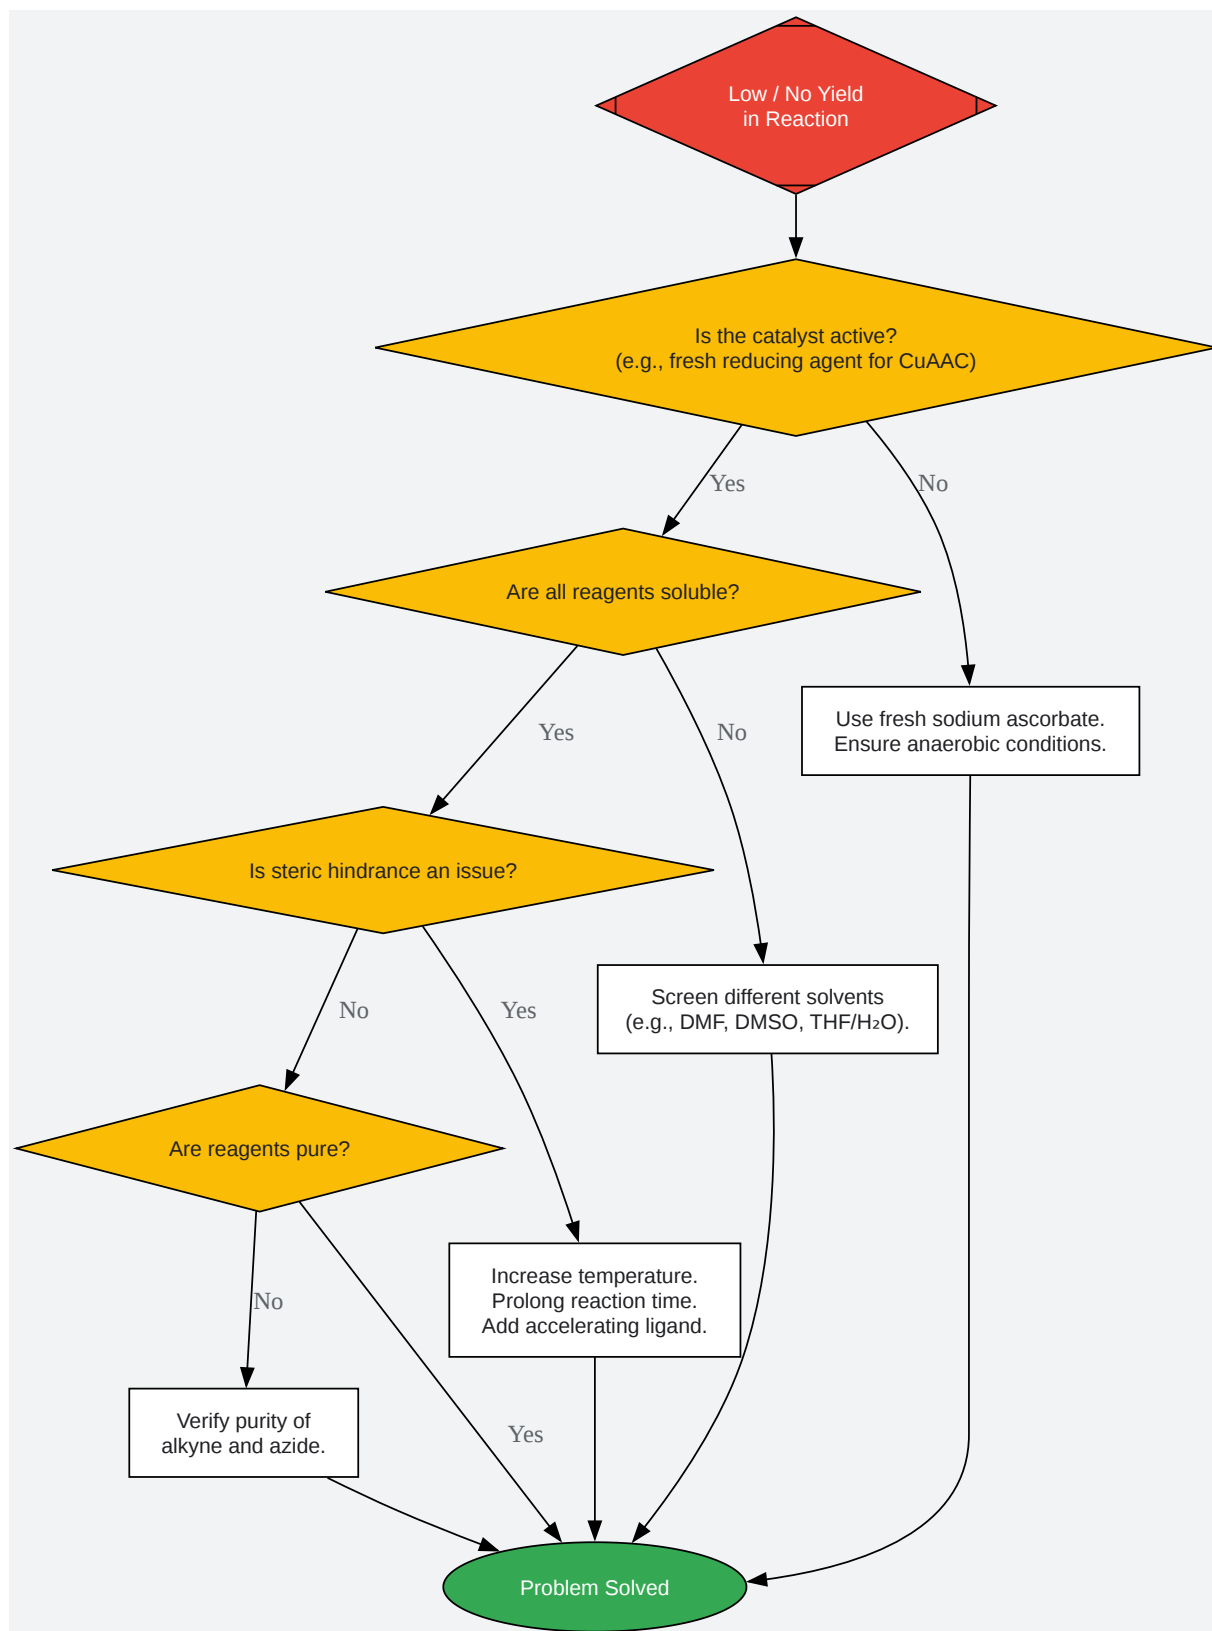 Low / No Yield
in Reaction
Is the catalyst active?
(e.g., fresh reducing agent for CuAAC)
Yes
No
Are all reagents soluble?
Use fresh sodium ascorbate.
Ensure anaerobic conditions.
Yes
No
Is steric hindrance an issue?
Screen different solvents
(e.g., DMF, DMSO, THF/H₂O).
No
Yes
Are reagents pure?
Increase temperature.
Prolong reaction time.
Add accelerating ligand.
No
Yes
Verify purity of
alkyne and azide.
Problem Solved